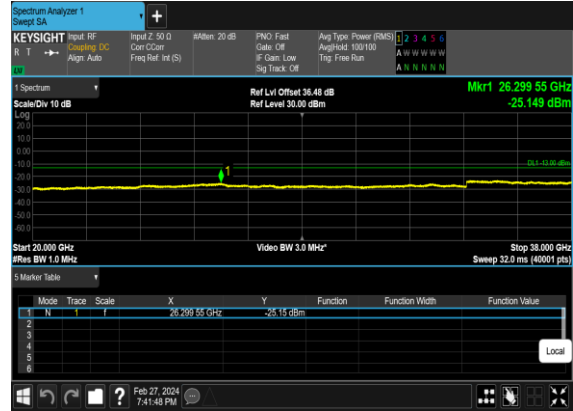 Spectrum Analyzer 1
Swept SA
+
KEYSIGHT Input: RF Input Z: 50 Ω #Atten: 20 dB PNO: Fast Avg Type: Power (RMS) 1 2 3 4 5 6
R T Coupling: DC Corr CCorr Gate: Off Avg|Hold: 100/100 A W W W W W
Align: Auto Freq Ref: Int (S) IF Gain: Low Trig: Free Run
Sig Track: Off A N N N N N
LM
1 Spectrum Ref Lvl Offset 36.48 dB Mkr1 26.299 55 GHz
Scale/Div 10 dB Ref Level 30.00 dBm -25.149 dBm
Log
20.0
10.0
0.00
-10.0 DL1 -13.00 dBm
1
-20.0
-30.0
-40.0
-50.0
-60.0
Start 20.000 GHz Video BW 3.0 MHz* Stop 38.000 GHz
#Res BW 1.0 MHz Sweep 32.0 ms (40001 pts)
5 Marker Table
Mode Trace Scale X Y Function Function Width Function Value
1 N 1 f 26.299 55 GHz -25.15 dBm
2
3
4
5
6
Local
? Feb 27, 2024
7:41:48 PM